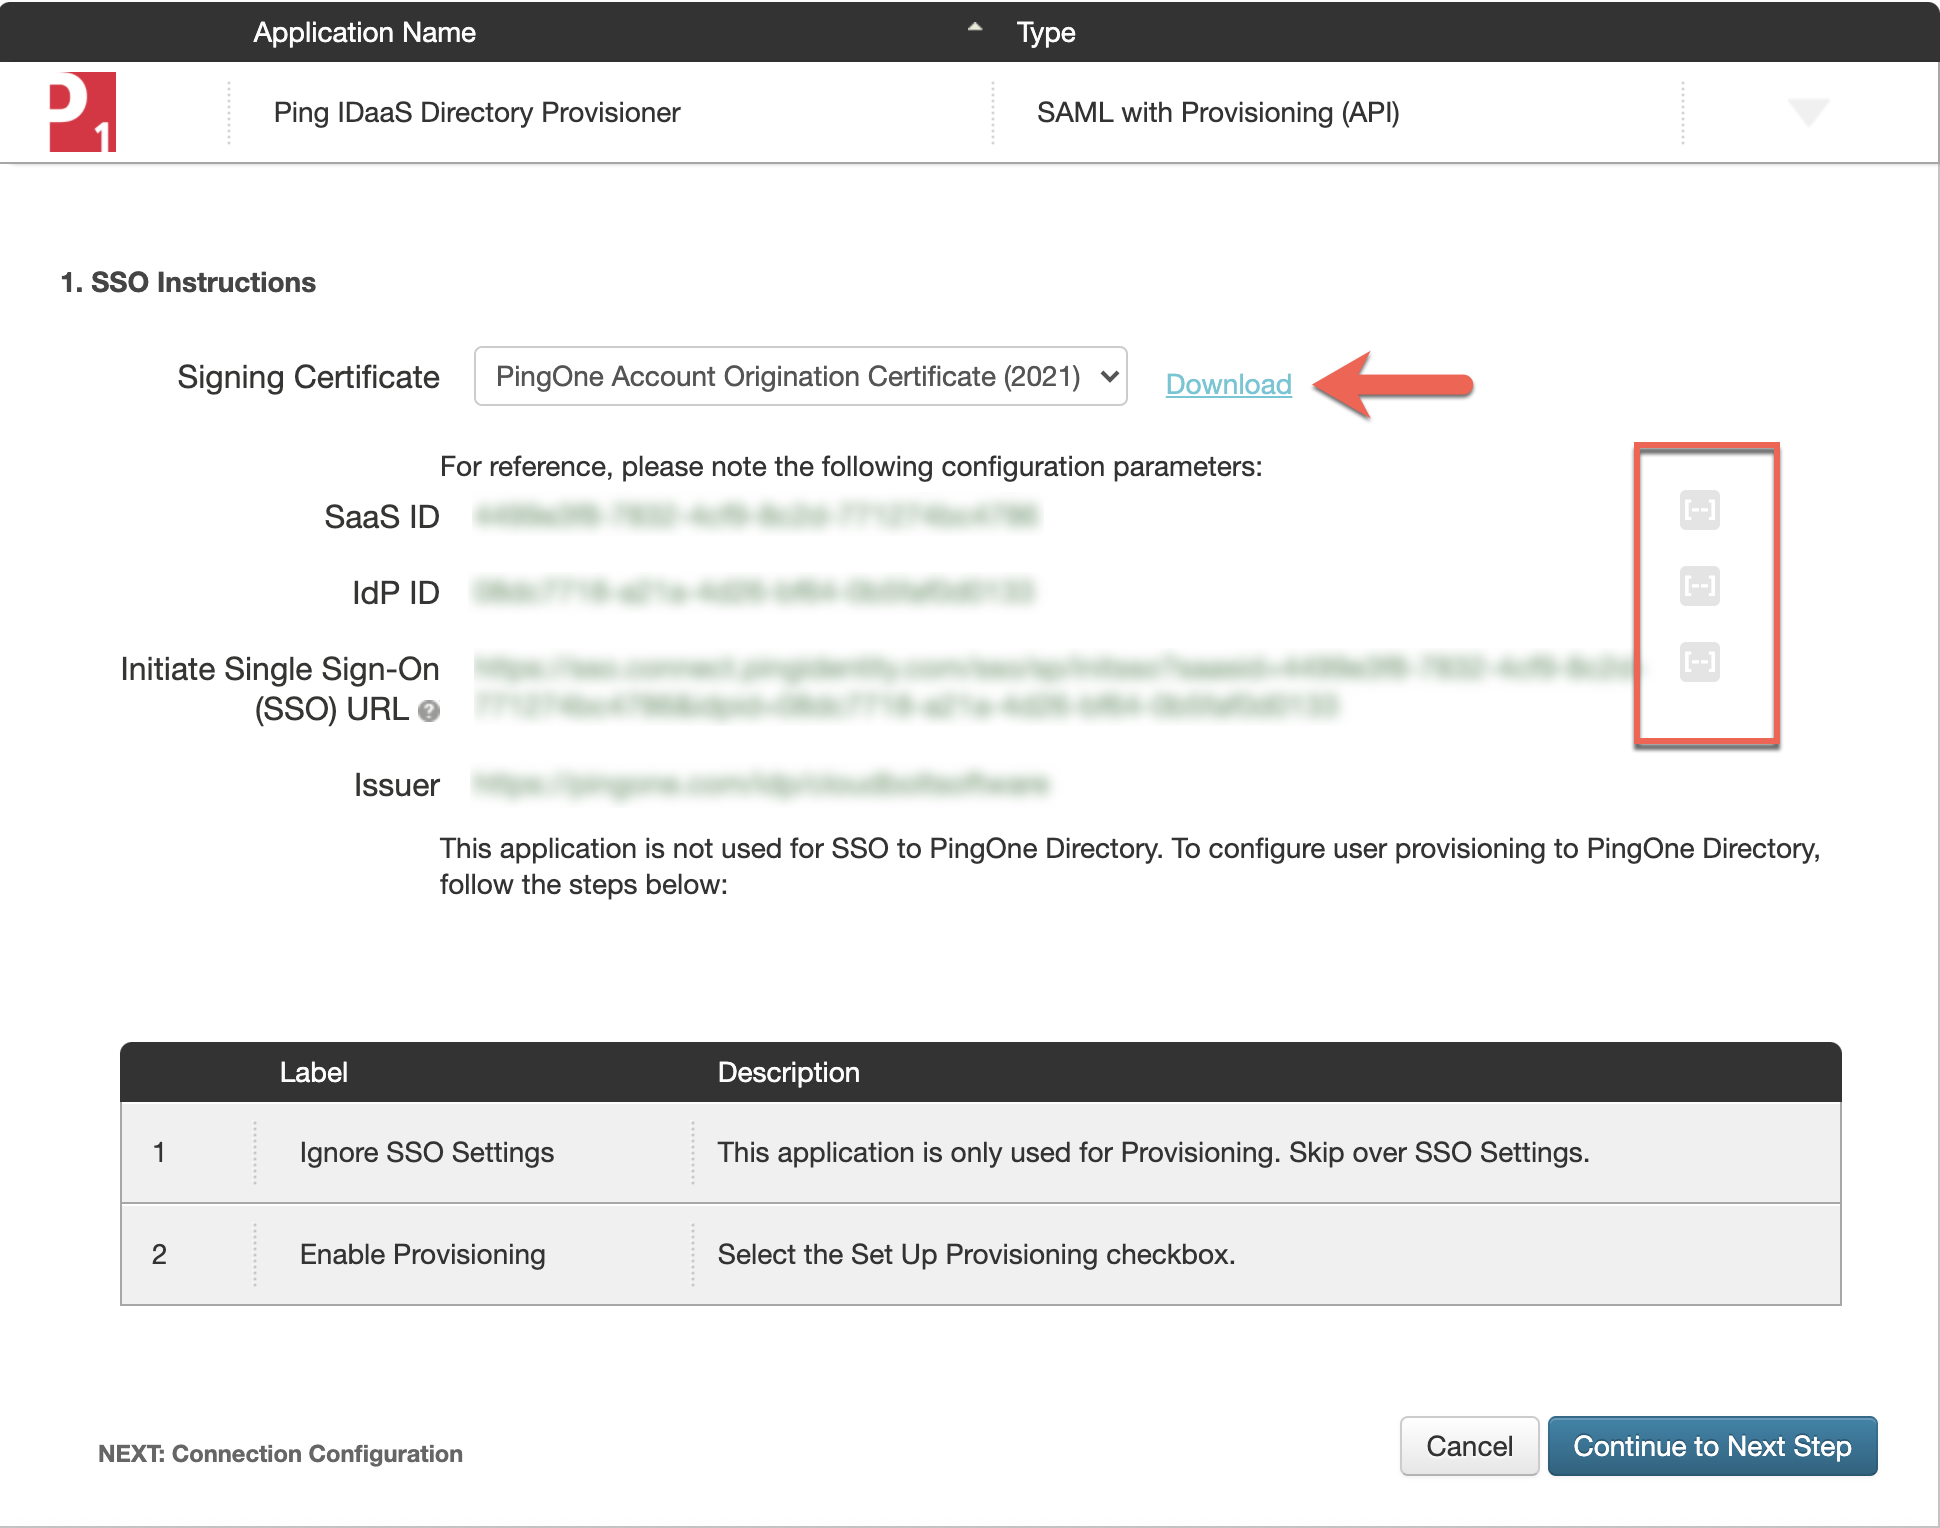 Application Name Type
P1 Ping IDaaS Directory Provisioner SAML with Provisioning (API)
1. SSO Instructions
Signing Certificate PingOne Account Origination Certificate (2021) Download
For reference, please note the following configuration parameters:
SaaS ID [--]
IdP ID [--]
Initiate Single Sign-On [--]
(SSO) URL ?
Issuer
This application is not used for SSO to PingOne Directory. To configure user provisioning to PingOne Directory,
follow the steps below:
Label Description
1 Ignore SSO Settings This application is only used for Provisioning. Skip over SSO Settings.
2 Enable Provisioning Select the Set Up Provisioning checkbox.
NEXT: Connection Configuration Cancel Continue to Next Step